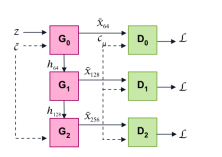 z G₀ x̃₆₄ D₀ ℒ
c̃ c̃μ
h₆₄
G₁ x̃₁₂₈ D₁ ℒ
h₁₂₈
G₂ x̃₂₅₆ D₂ ℒ